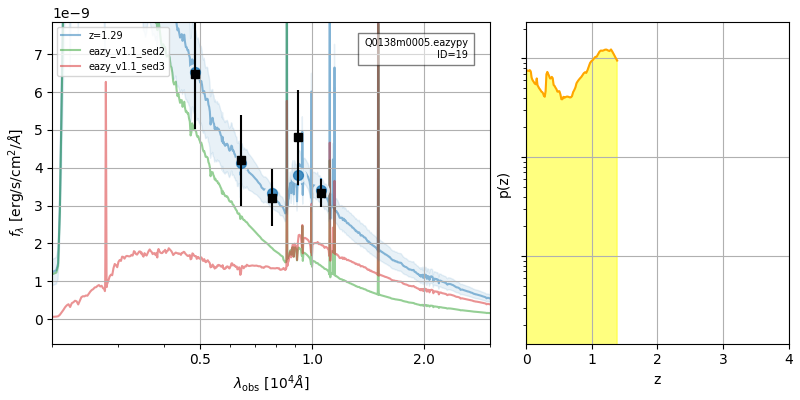 1e−9
z=1.29
eazy_v1.1_sed2
eazy_v1.1_sed3
Q0138m0005.eazypy
ID=19
7
6
5
4
3
2
1
0
f_λ [erg/s/cm²/Å]
0.5 1.0 2.0
λ_obs [10⁴Å]
p(z)
0 1 2 3 4
z